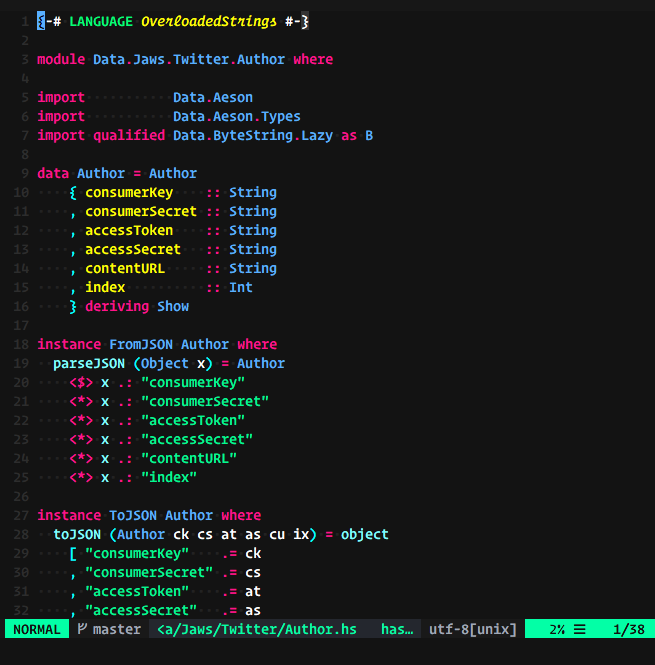 1 {-# LANGUAGE OverloadedStrings #-}
2
3 module Data.Jaws.Twitter.Author where
4
5 import           Data.Aeson
6 import           Data.Aeson.Types
7 import qualified Data.ByteString.Lazy as B
8
9 data Author = Author
10     { consumerKey    :: String
11     , consumerSecret :: String
12     , accessToken    :: String
13     , accessSecret   :: String
14     , contentURL     :: String
15     , index          :: Int
16     } deriving Show
17
18 instance FromJSON Author where
19   parseJSON (Object x) = Author
20     <$> x .: "consumerKey"
21     <*> x .: "consumerSecret"
22     <*> x .: "accessToken"
23     <*> x .: "accessSecret"
24     <*> x .: "contentURL"
25     <*> x .: "index"
26
27 instance ToJSON Author where
28   toJSON (Author ck cs at as cu ix) = object
29     [ "consumerKey"    .= ck
30     , "consumerSecret" .= cs
31     , "accessToken"    .= at
32     , "accessSecret"   .= as
NORMAL master <a/Jaws/Twitter/Author.hs has… utf-8[unix] 2% ☰ 1/38